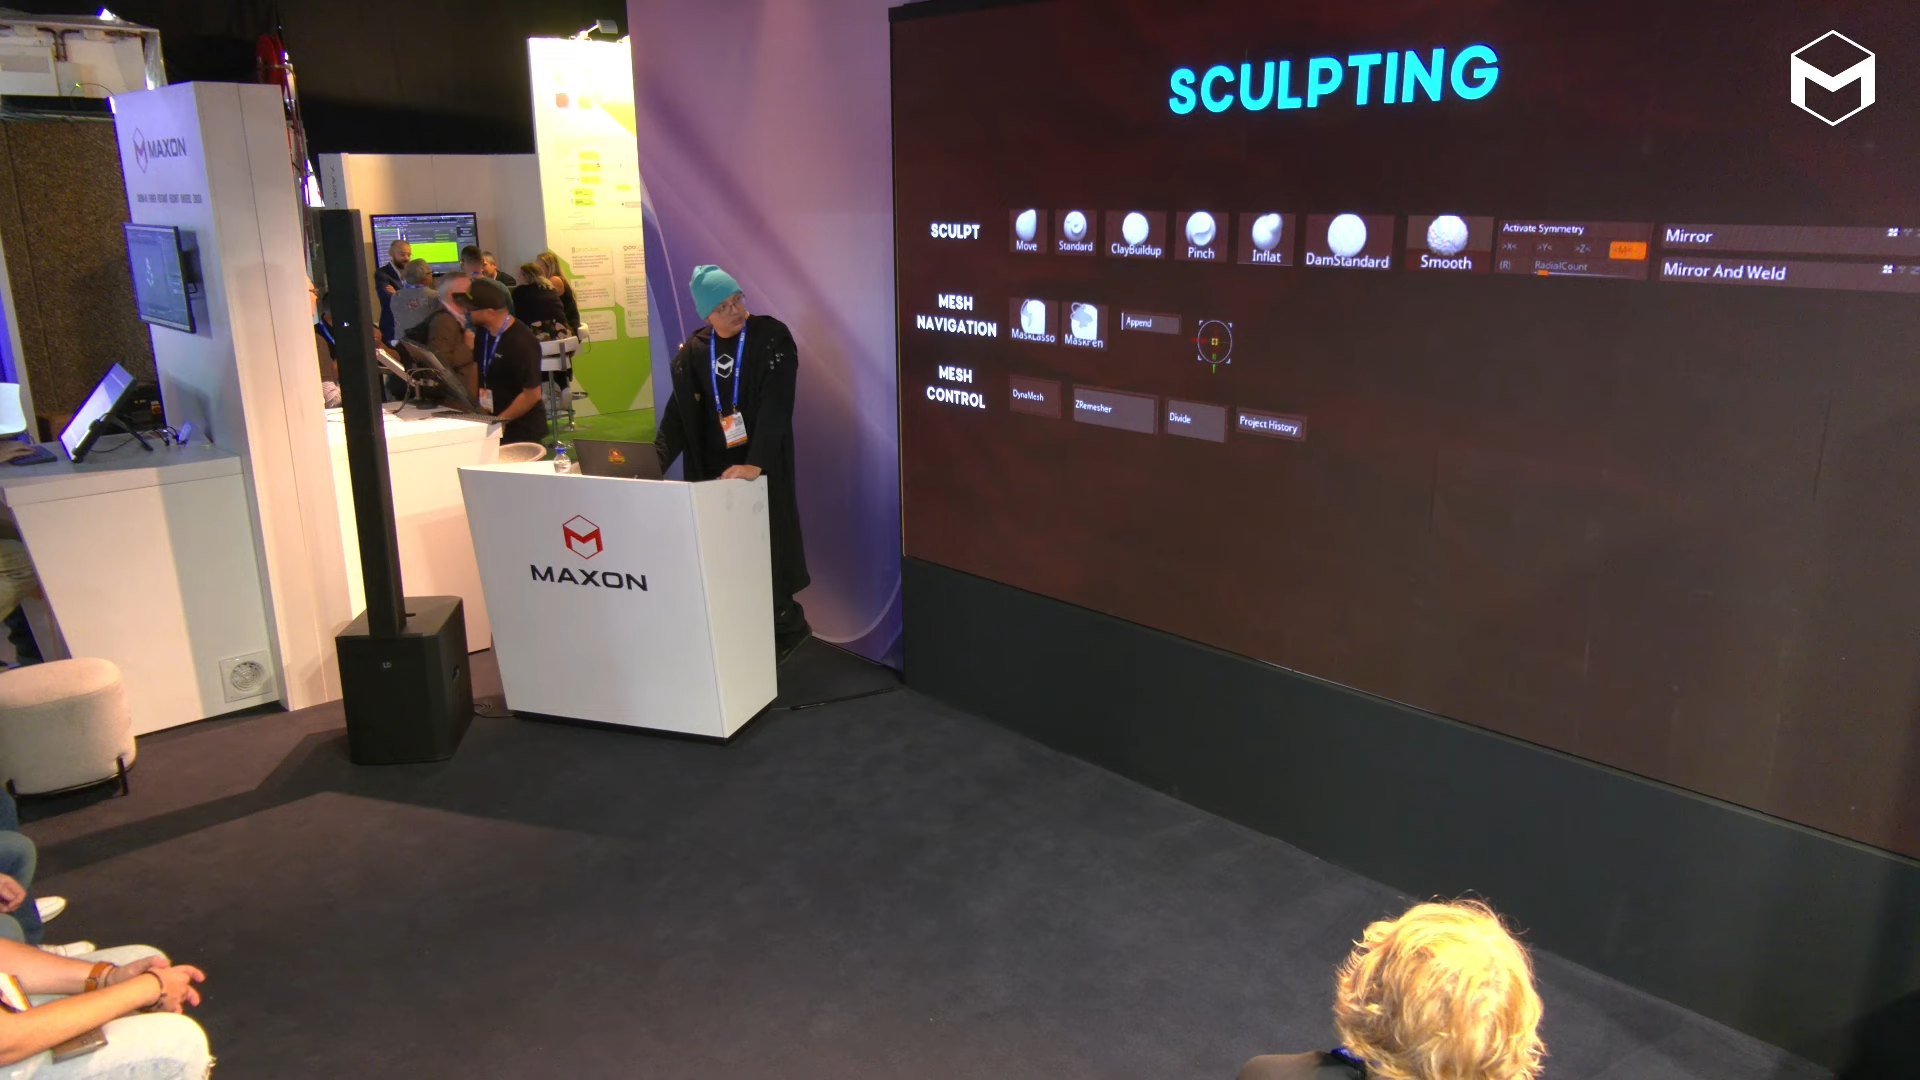 SCULPTING
SCULPT
Move
Standard
ClayBuildup
Pinch
Inflat
DamStandard
Smooth
Activate Symmetry
>X<
>Y<
>Z<
>M<
(R)
RadialCount
Mirror
Mirror And Weld
MESH
NAVIGATION
MaskLasso
MaskPen
Append
MESH
CONTROL
DynaMesh
ZRemesher
Divide
Project History
MAXON
MAXON
LD